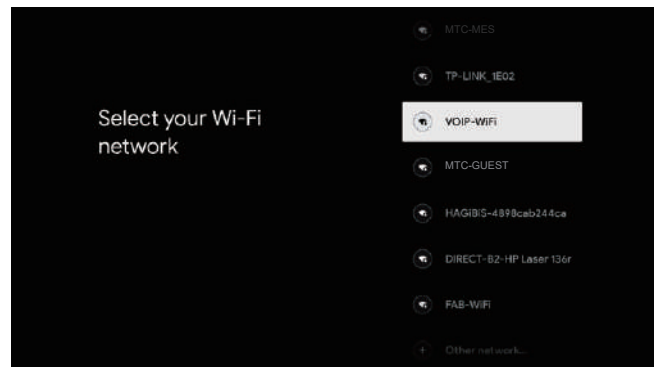 MTC-MES
TP-LINK_1E02
Select your Wi-Fi
network
VOIP-WiFi
MTC-GUEST
HAGiBiS-4898cab244ca
DIRECT-B2-HP Laser 136r
FAB-WiFi
Other network...